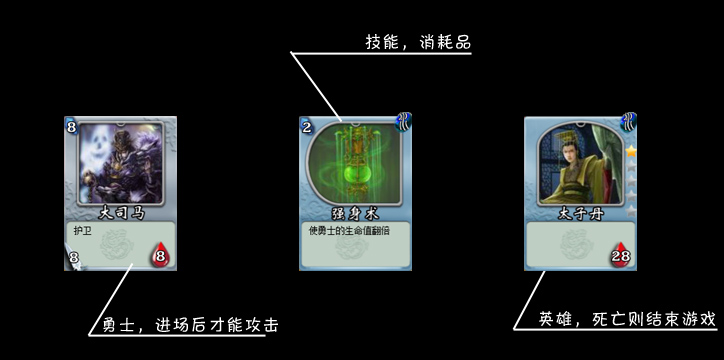 技能，消耗品
8
大司马
护卫
8
8
2
强身术
使勇士的生命值翻倍
太子丹
28
勇士，进场后才能攻击
英雄，死亡则结束游戏